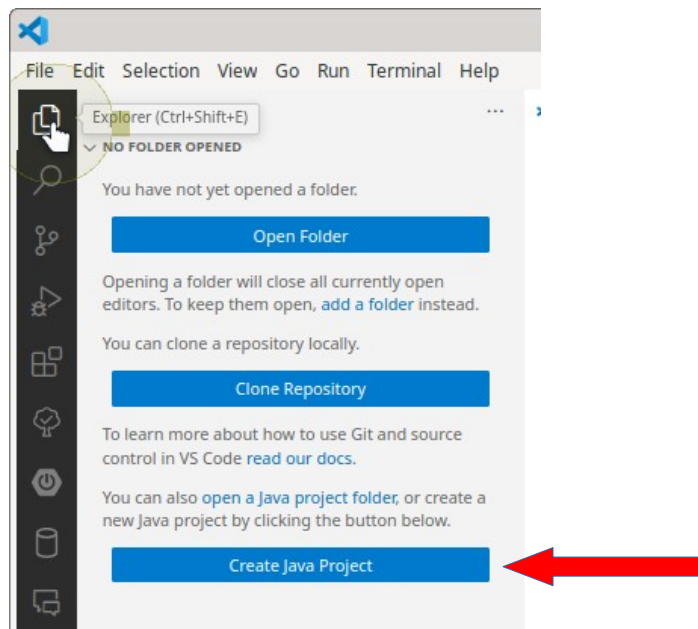 File Edit Selection View Go Run Terminal Help
Explorer (Ctrl+Shift+E)
NO FOLDER OPENED
You have not yet opened a folder.
Open Folder
Opening a folder will close all currently open
editors. To keep them open, add a folder instead.
You can clone a repository locally.
Clone Repository
To learn more about how to use Git and source
control in VS Code read our docs.
You can also open a Java project folder, or create a
new Java project by clicking the button below.
Create Java Project